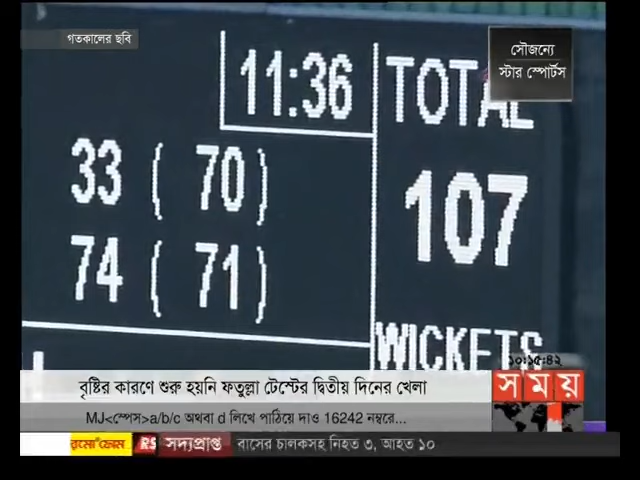 গতকালের ছবি
সৌজন্যে
স্টার স্পোর্টস
11:36
TOTAL
33 ( 70 )
107
74 ( 71 )
WICKETS
১০:১৫:৪২
বৃষ্টির কারণে শুরু হয়নি ফতুল্লা টেস্টের দ্বিতীয় দিনের খেলা
সময়
MJ<স্পেস>a/b/c অথবা d লিখে পাঠিয়ে দাও 16242 নম্বরে...
RS সদ্যপ্রাপ্ত বাসের চালকসহ নিহত ৩, আহত ১০